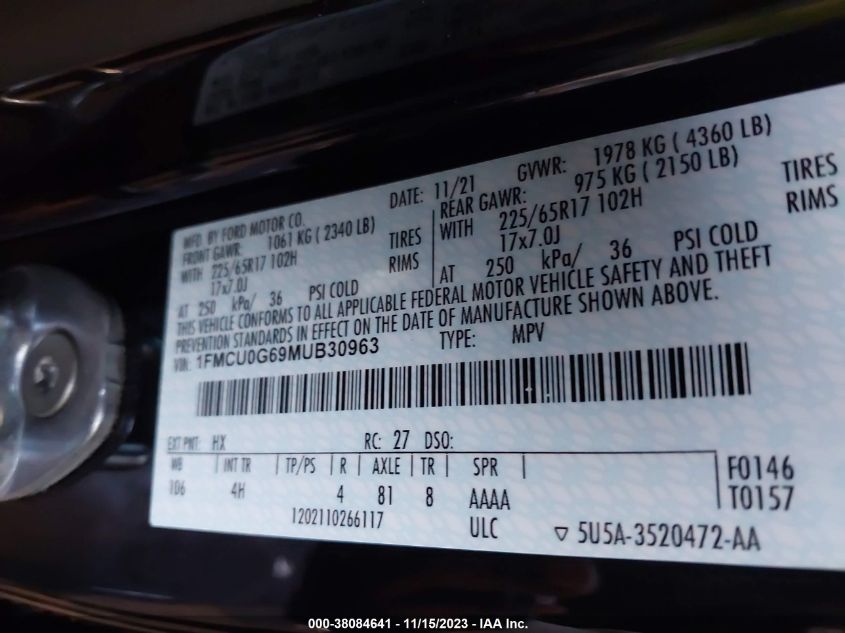 MFD. BY FORD MOTOR CO.
DATE: 11/21
GVWR: 1978 KG ( 4360 LB)
FRONT GAWR: 1061 KG ( 2340 LB)
REAR GAWR: 975 KG ( 2150 LB)
WITH 225/65R17 102H TIRES
WITH 225/65R17 102H TIRES
17x7.0J RIMS
17x7.0J RIMS
AT 250 kPa/ 36 PSI COLD
AT 250 kPa/ 36 PSI COLD
THIS VEHICLE CONFORMS TO ALL APPLICABLE FEDERAL MOTOR VEHICLE SAFETY AND THEFT
PREVENTION STANDARDS IN EFFECT ON THE DATE OF MANUFACTURE SHOWN ABOVE.
VIN: 1FMCU0G69MUB30963
TYPE: MPV
EXT PNT: HX RC: 27 DSO:
WB INT TR TP/PS R AXLE TR SPR
106 4H 4 81 8 AAAA
F0146
T0157
1202110266117 ULC
5U5A-3520472-AA
000-38084641 - 11/15/2023 - IAA Inc.